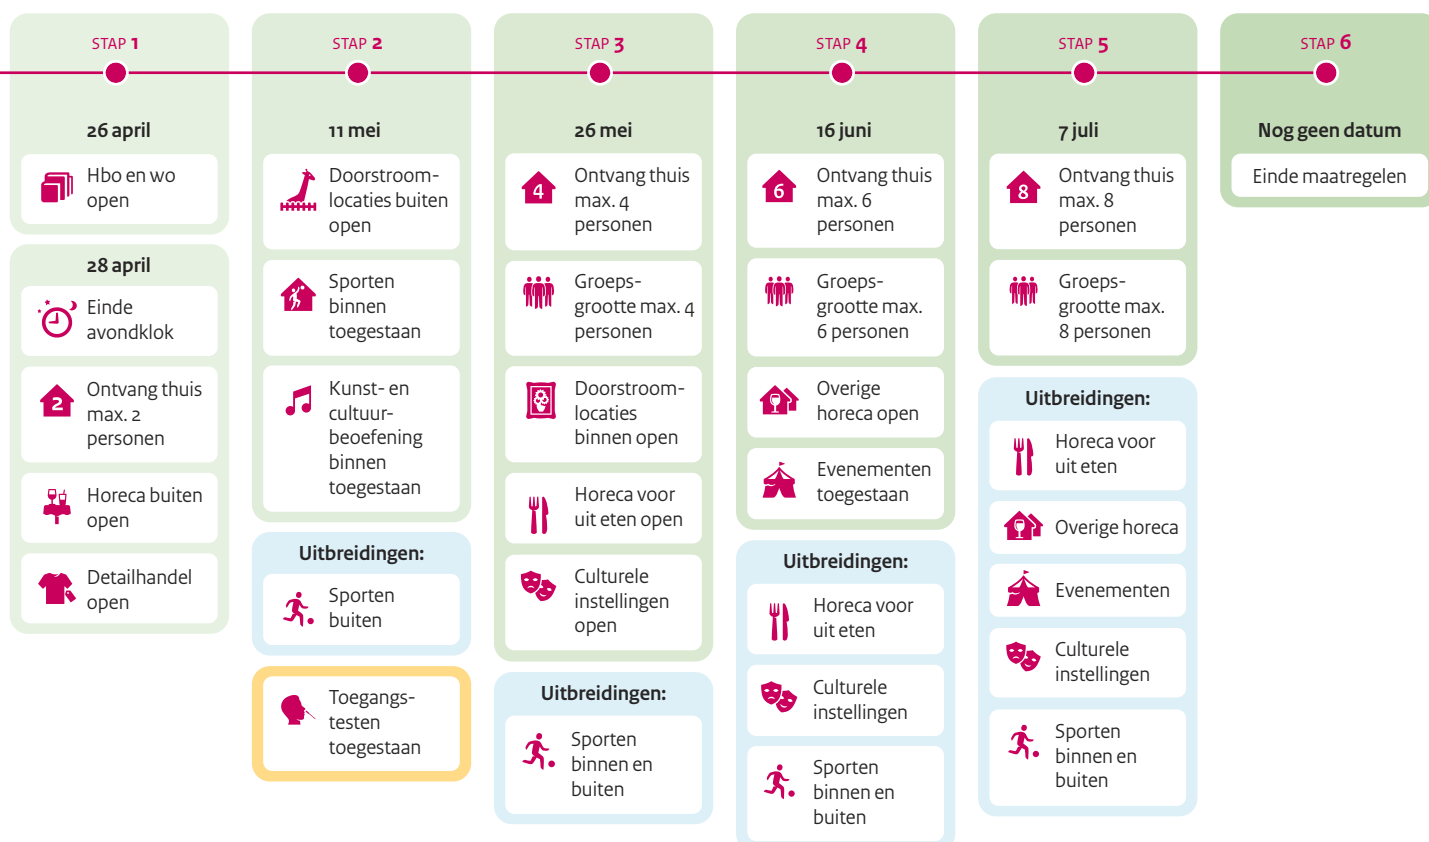 STAP 1
26 april
Hbo en wo
open
28 april
Einde
avondklok
2
Ontvang thuis
max. 2
personen
Horeca buiten
open
Detailhandel
open
STAP 2
11 mei
Doorstroom-
locaties buiten
open
Sporten
binnen
toegestaan
Kunst- en
cultuur-
beoefening
binnen
toegestaan
Uitbreidingen:
Sporten
buiten
Toegangs-
testen
toegestaan
STAP 3
26 mei
4
Ontvang thuis
max. 4
personen
Groeps-
grootte max. 4
personen
Doorstroom-
locaties
binnen open
Horeca voor
uit eten open
Culturele
instellingen
open
Uitbreidingen:
Sporten
binnen en
buiten
STAP 4
16 juni
6
Ontvang thuis
max. 6
personen
Groeps-
grootte max.
6 personen
Overige
horeca open
Evenementen
toegestaan
Uitbreidingen:
Horeca voor
uit eten
Culturele
instellingen
Sporten
binnen en
buiten
STAP 5
7 juli
8
Ontvang thuis
max. 8
personen
Groeps-
grootte max.
8 personen
Uitbreidingen:
Horeca voor
uit eten
Overige horeca
Evenementen
Culturele
instellingen
Sporten
binnen en
buiten
STAP 6
Nog geen datum
Einde maatregelen